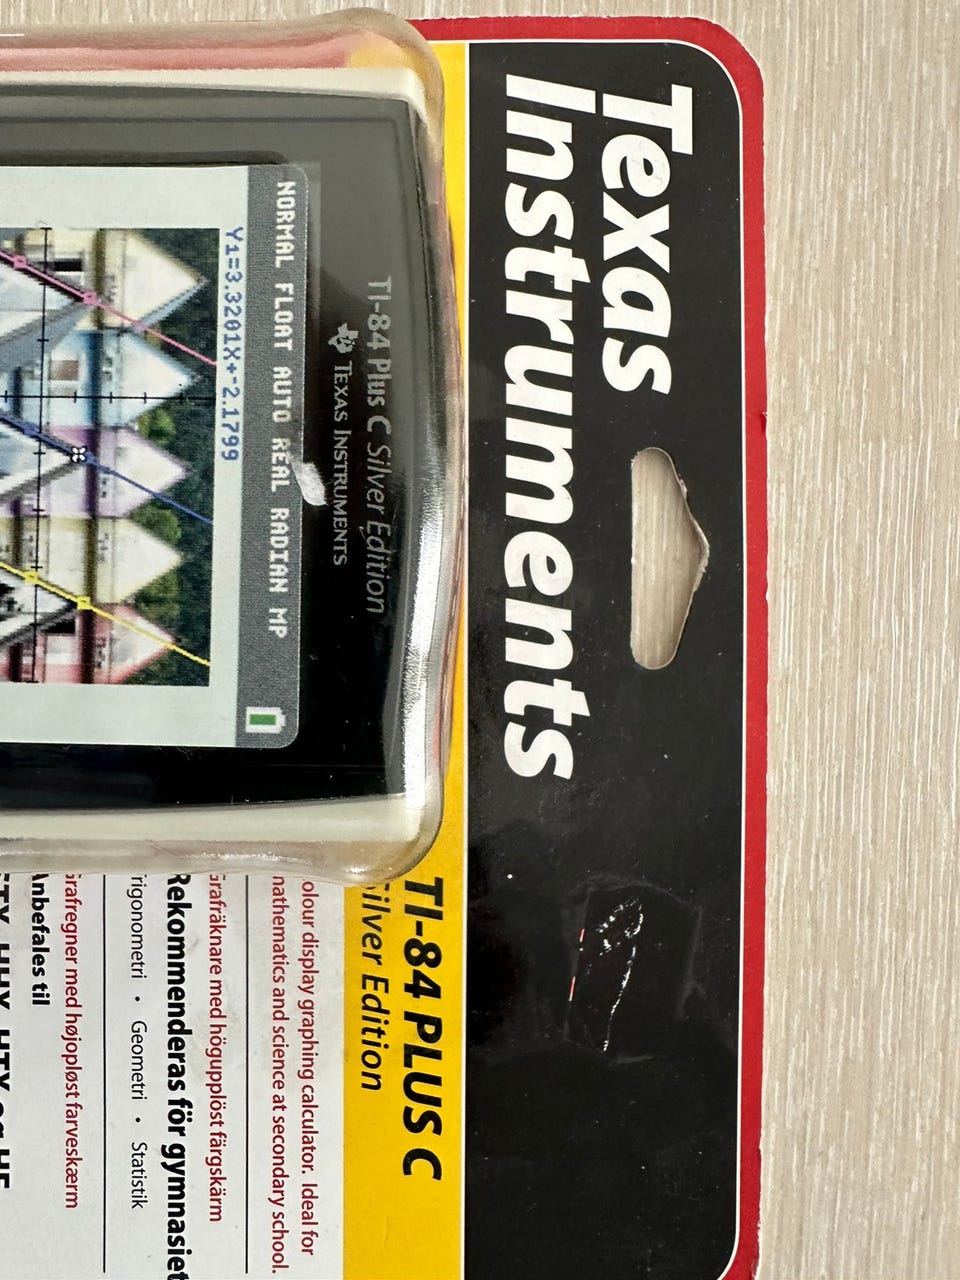 Texas
Instruments
TI-84 Plus C Silver Edition
TEXAS INSTRUMENTS
NORMAL FLOAT AUTO REAL RADIAN MP
Y1=3.3201X+-2.1799
TI-84 PLUS C
Silver Edition
olour display graphing calculator. Ideal for
mathematics and science at secondary school.
Grafräknare med högupplöst färgskärm
Rekommenderas för gymnasiet
Trigonometri • Geometri • Statistik
Grafregner med højopløst farveskærm
Anbefales til